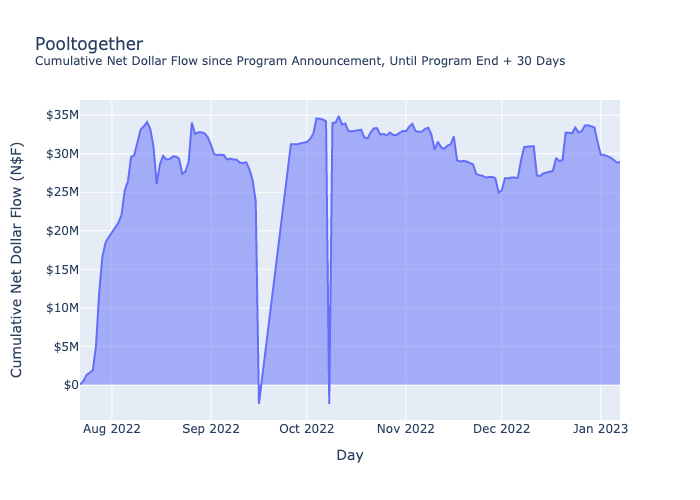 Pooltogether
Cumulative Net Dollar Flow since Program Announcement, Until Program End + 30 Days
Cumulative Net Dollar Flow (N$F)
$35M
$30M
$25M
$20M
$15M
$10M
$5M
$0
Aug 2022 Sep 2022 Oct 2022 Nov 2022 Dec 2022 Jan 2023
Day